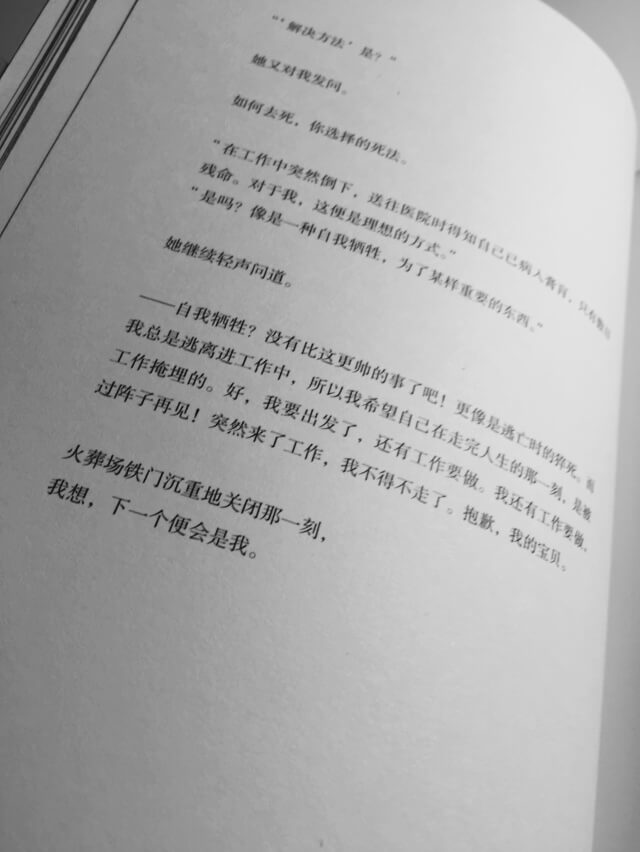 “‘解决方法’是？”
她又对我发问。
如何去死，你选择的死法。
“在工作中突然倒下，送往医院时得知自己已病入膏肓，只有数日
残命。对于我，这便是理想的方式。”
“是吗？像是一种自我牺牲，为了某样重要的东西。”
她继续轻声问道。
——自我牺牲？没有比这更帅的事了吧！更像是逃亡时的猝死。而
我总是逃离进工作中，所以我希望自己在走完人生的那一刻，是被
工作掩埋的。好，我要出发了，还有工作要做。我还有工作要做，
过阵子再见！突然来了工作，我不得不走了。抱歉，我的宝贝。
火葬场铁门沉重地关闭那一刻，
我想，下一个便会是我。